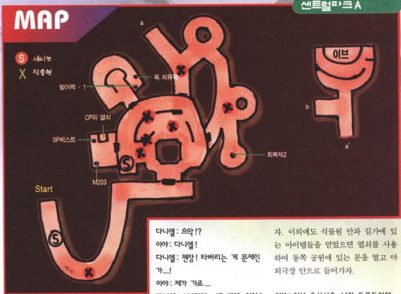 센트럴파크 A
MAP
a
이브
S 세이브
X 적출현
독 치유제
방어력 · 1
CP의 열쇠
SP베스트
b
a'
M203
회복제2
Start
S
S
다니엘: 으악!?
아야: 다니엘!
다니엘: 젠장! 타버리는 게 문제인
가...!
아야: 제가 가죠...
자. 이외에도 식물원 안과 길가에 있
는 아이템들을 얻었으면 열쇠를 사용
하여 동쪽 공원에 있는 문을 열고 야
외극장 안으로 들어가자.